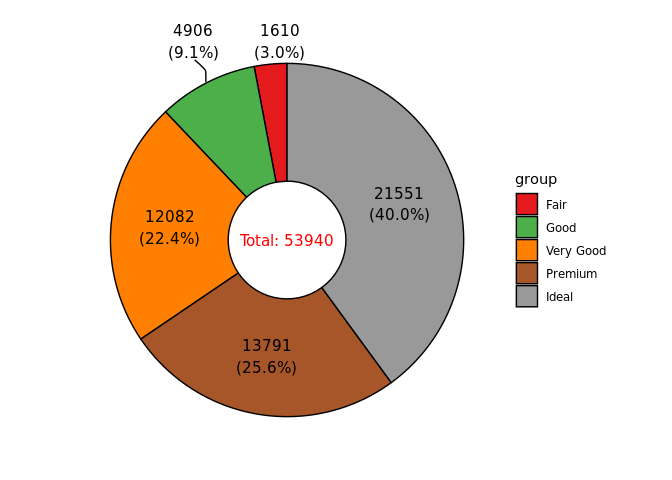 4906
(9.1%)
1610
(3.0%)
21551
(40.0%)
12082
(22.4%)
Total: 53940
13791
(25.6%)
group
Fair
Good
Very Good
Premium
Ideal